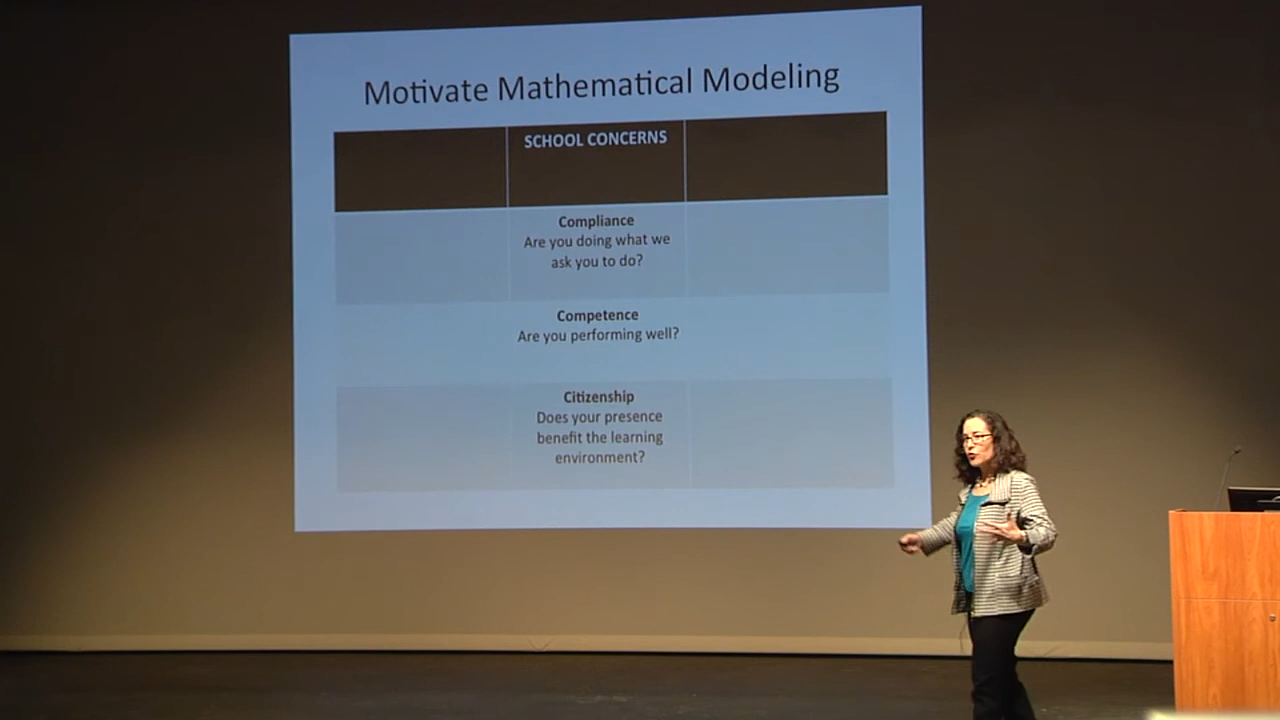 Motivate Mathematical Modeling
SCHOOL CONCERNS
Compliance
Are you doing what we
ask you to do?
Competence
Are you performing well?
Citizenship
Does your presence
benefit the learning
environment?